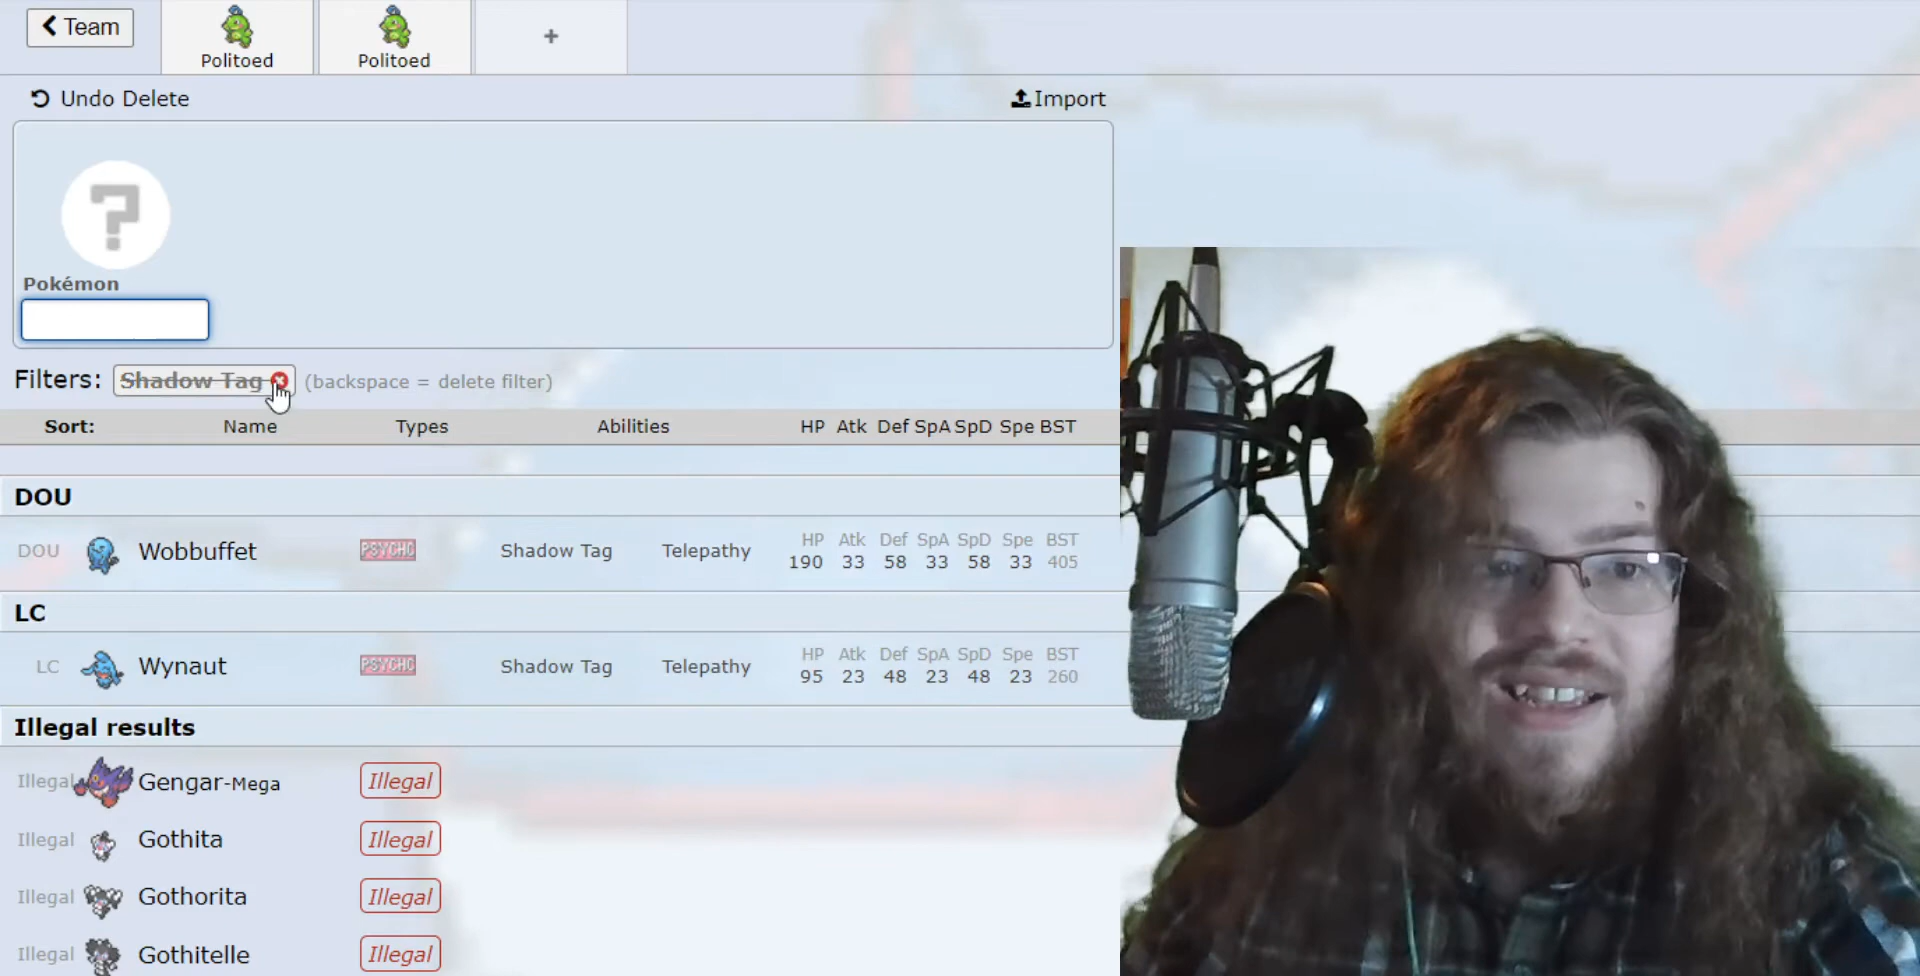 Team
Politoed
Politoed
+
Undo Delete
Import
?
Pokémon
Filters: Shadow Tag (backspace = delete filter)
Sort: Name Types Abilities HP Atk Def SpA SpD Spe BST
DOU
DOU Wobbuffet PSYCHC Shadow Tag Telepathy HP 190 Atk 33 Def 58 SpA 33 SpD 58 Spe 33 BST 405
LC
LC Wynaut PSYCHC Shadow Tag Telepathy HP 95 Atk 23 Def 48 SpA 23 SpD 48 Spe 23 BST 260
Illegal results
Illegal Gengar-Mega Illegal
Illegal Gothita Illegal
Illegal Gothorita Illegal
Illegal Gothitelle Illegal